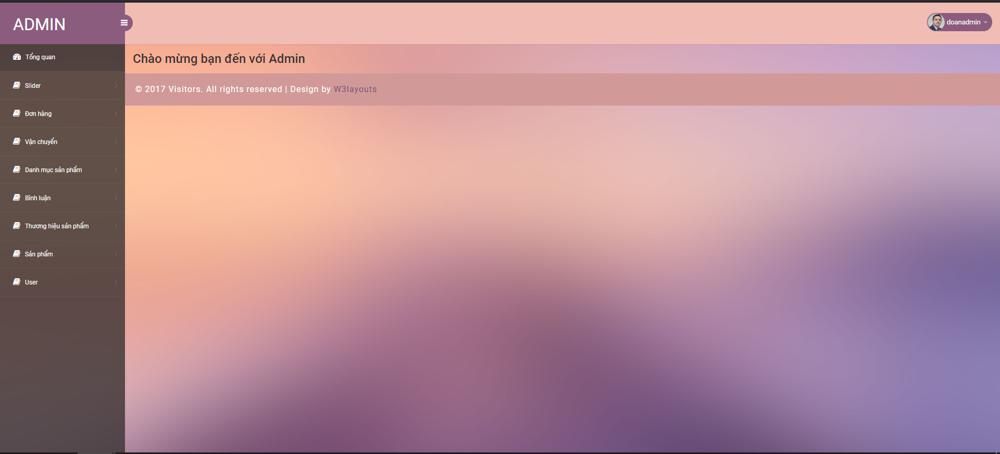 ADMIN
doanadmin
Tổng quan
Slider
Đơn hàng
Vận chuyển
Danh mục sản phẩm
Bình luận
Thương hiệu sản phẩm
Sản phẩm
User
Chào mừng bạn đến với Admin
© 2017 Visitors. All rights reserved | Design by W3layouts